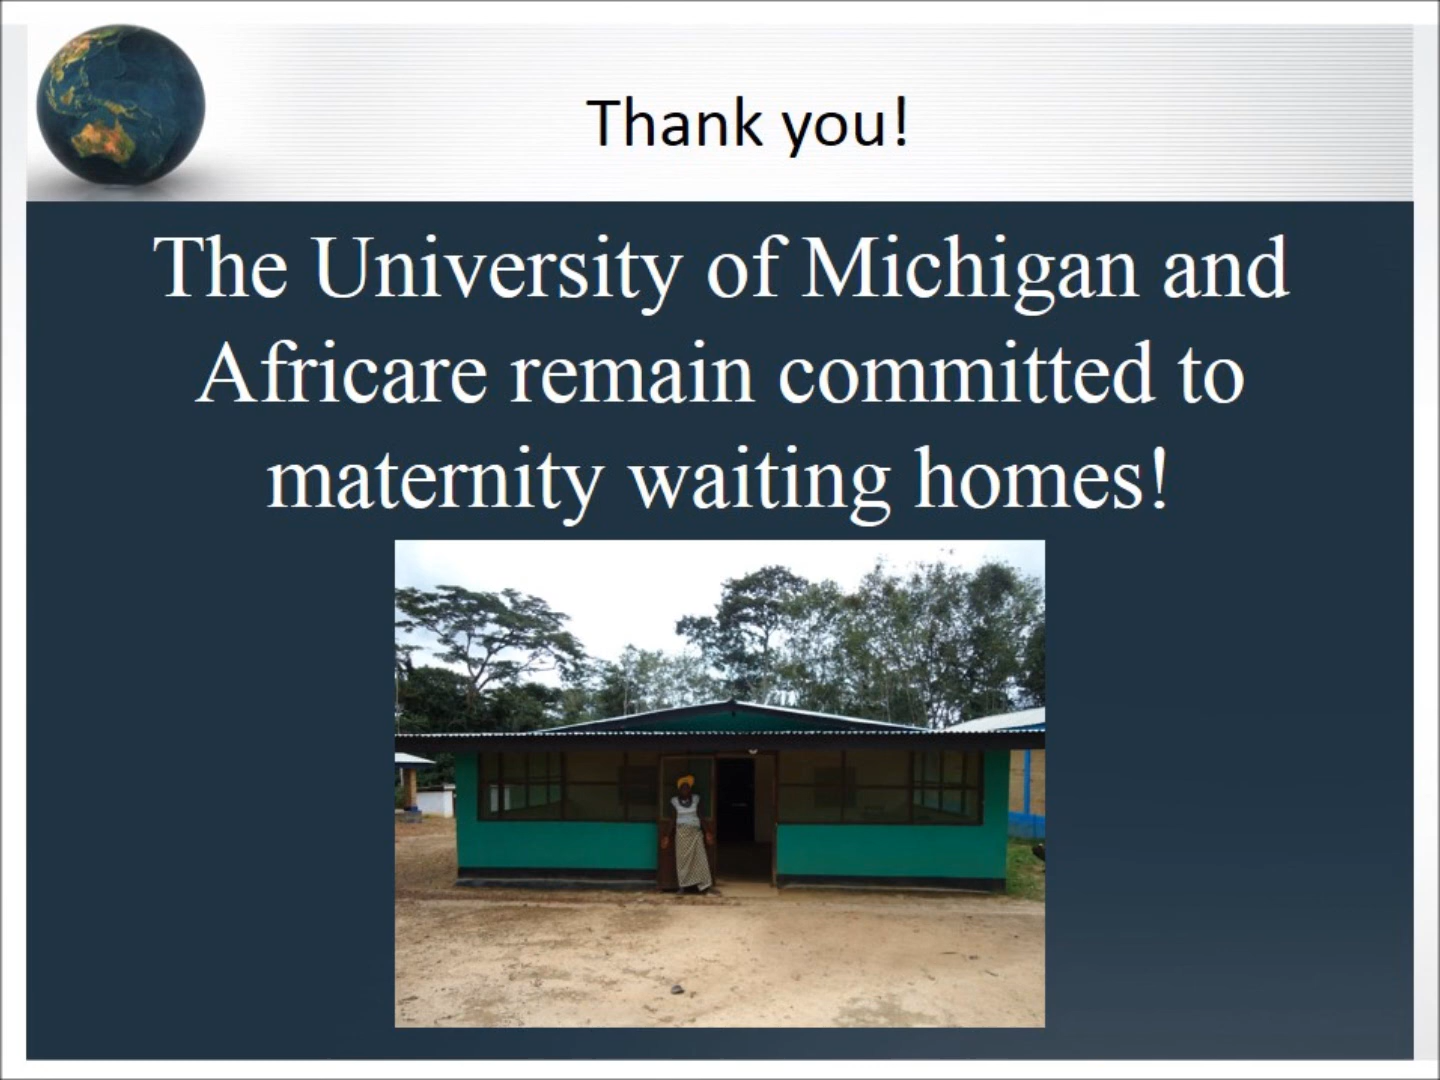 Thank you!
The University of Michigan and
Africare remain committed to
maternity waiting homes!